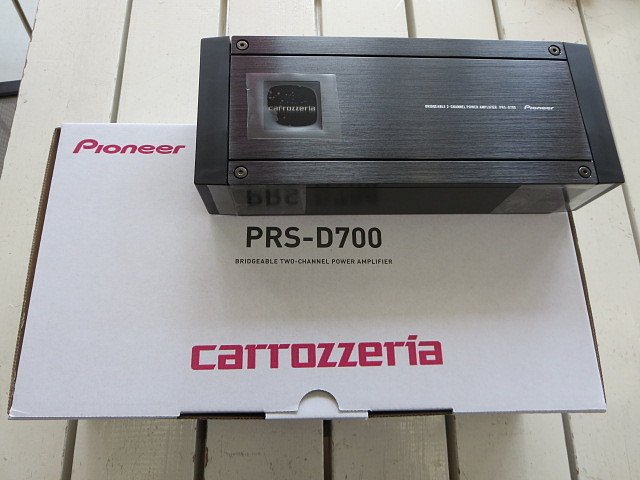 carrozzeria
BRIDGEABLE 2-CHANNEL POWER AMPLIFIER PRS-D700 Pioneer
Pioneer
PRS-D700
BRIDGEABLE TWO-CHANNEL POWER AMPLIFIER
carrozzeria